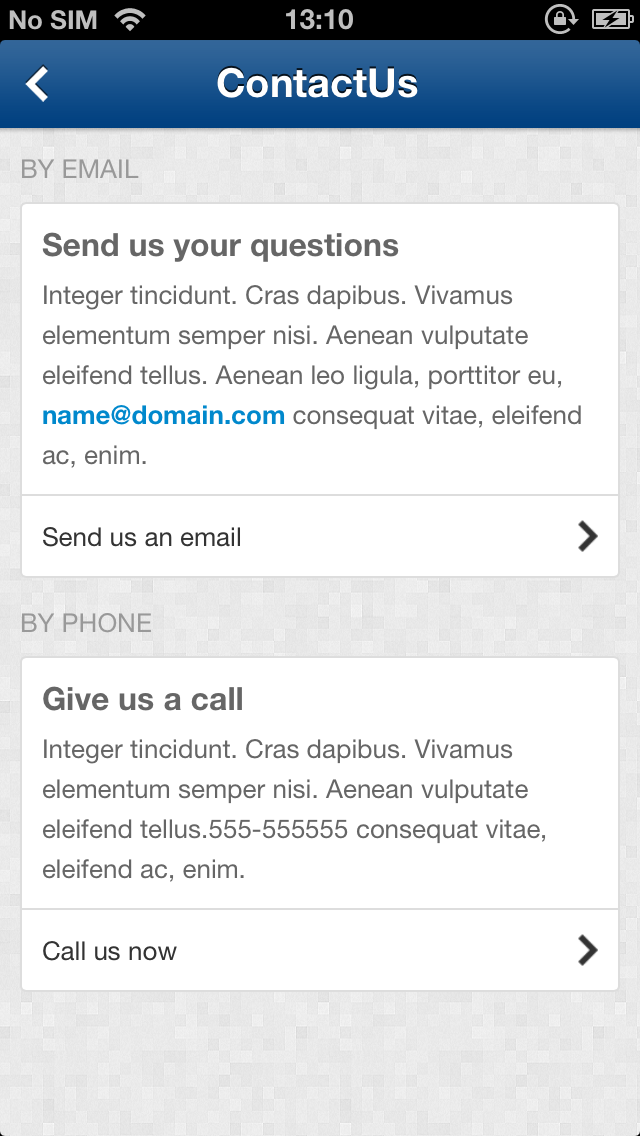 No SIM 13:10
ContactUs
BY EMAIL
Send us your questions
Integer tincidunt. Cras dapibus. Vivamus
elementum semper nisi. Aenean vulputate
eleifend tellus. Aenean leo ligula, porttitor eu,
name@domain.com consequat vitae, eleifend
ac, enim.
Send us an email
BY PHONE
Give us a call
Integer tincidunt. Cras dapibus. Vivamus
elementum semper nisi. Aenean vulputate
eleifend tellus.555-555555 consequat vitae,
eleifend ac, enim.
Call us now